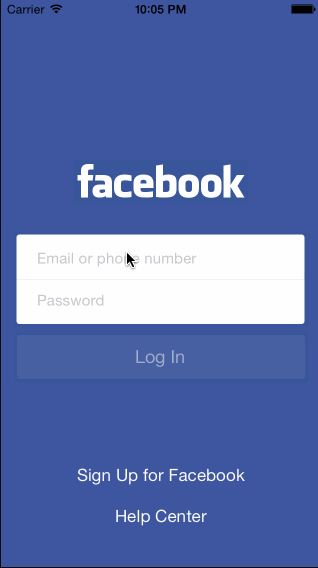 Carrier 10:05 PM
facebook
Email or phone number
Password
Log In
Sign Up for Facebook
Help Center